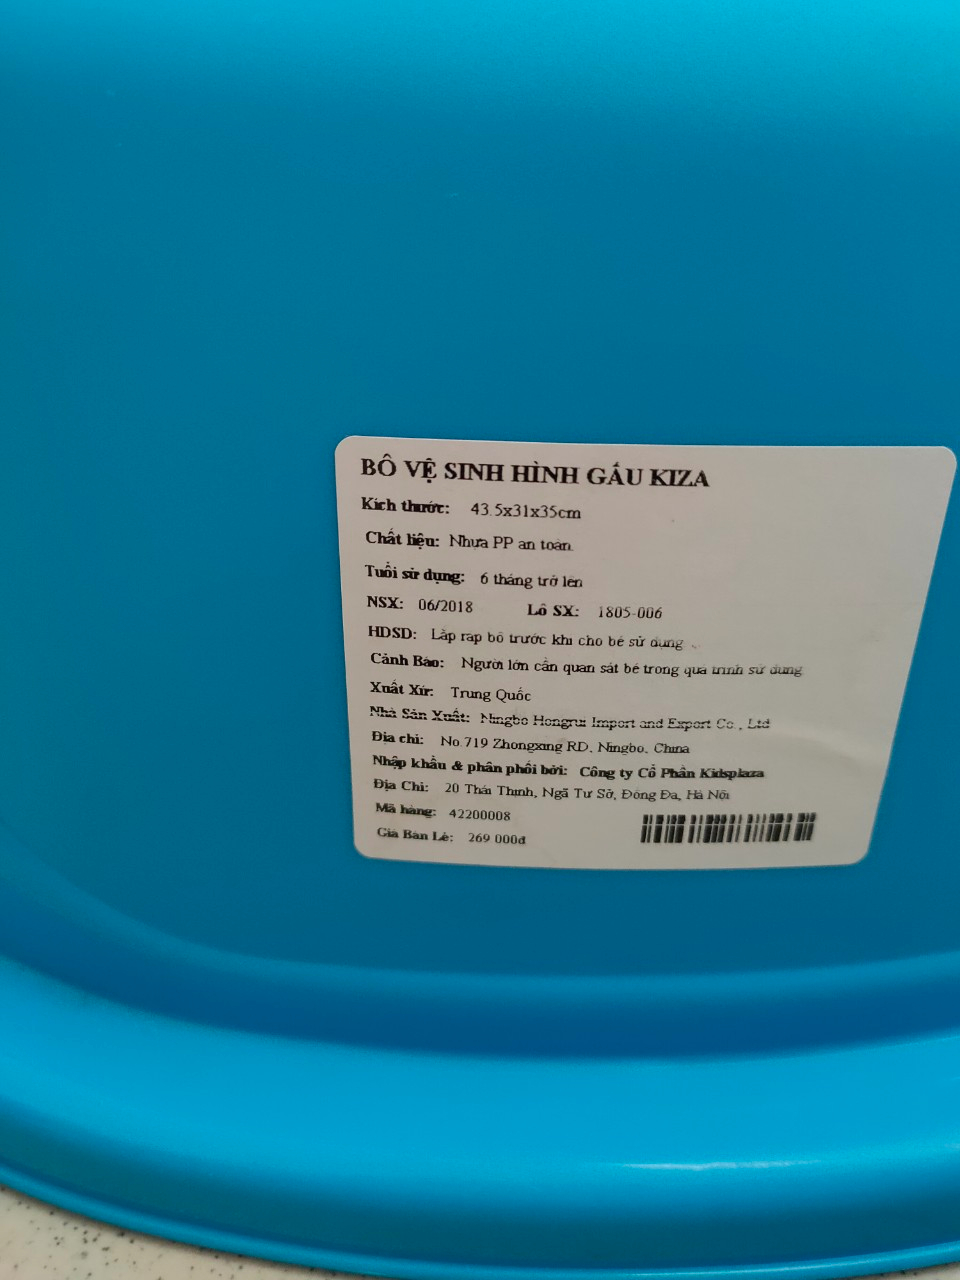 BÔ VỆ SINH HÌNH GẤU KIZA
Kích thước: 43.5x31x35cm
Chất liệu: Nhựa PP an toàn.
Tuổi sử dụng: 6 tháng trở lên
NSX: 06/2018 Lô SX: 1805-006
HDSD: Lắp ráp bô trước khi cho bé sử dụng
Cảnh Báo: Người lớn cần quan sát bé trong quá trình sử dụng
Xuất Xứ: Trung Quốc
Nhà Sản Xuất: Ningbo Hongrui Import and Export Co., Ltd
Địa chỉ: No.719 Zhongxing RD, Ningbo, China
Nhập khẩu & phân phối bởi: Công ty Cổ Phần Kidsplaza
Địa Chỉ: 20 Thái Thịnh, Ngã Tư Sở, Đống Đa, Hà Nội
Mã hàng: 42200008
Giá Bán Lẻ: 269 000đ